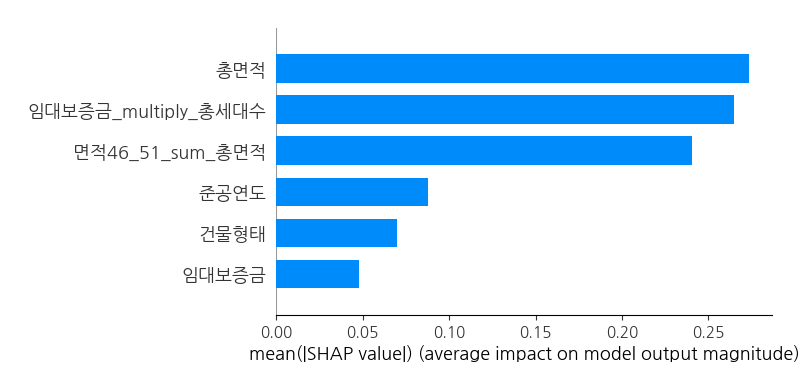 총면적
임대보증금_multiply_총세대수
면적46_51_sum_총면적
준공연도
건물형태
임대보증금
0.00 0.05 0.10 0.15 0.20 0.25
mean(|SHAP value|) (average impact on model output magnitude)